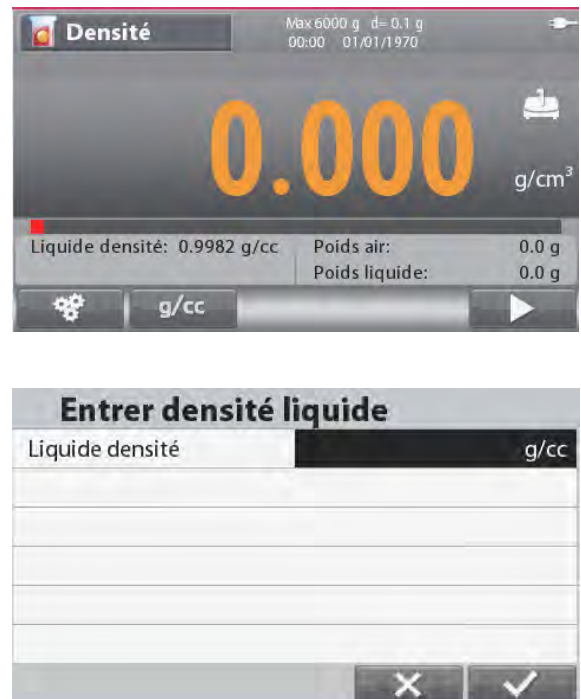 Densité
Max 6000 g d= 0.1 g
00:00 01/01/1970
0.000
g/cm³
Liquide densité: 0.9982 g/cc
Poids air: 0.0 g
Poids liquide: 0.0 g
g/cc
Entrer densité liquide
Liquide densité g/cc